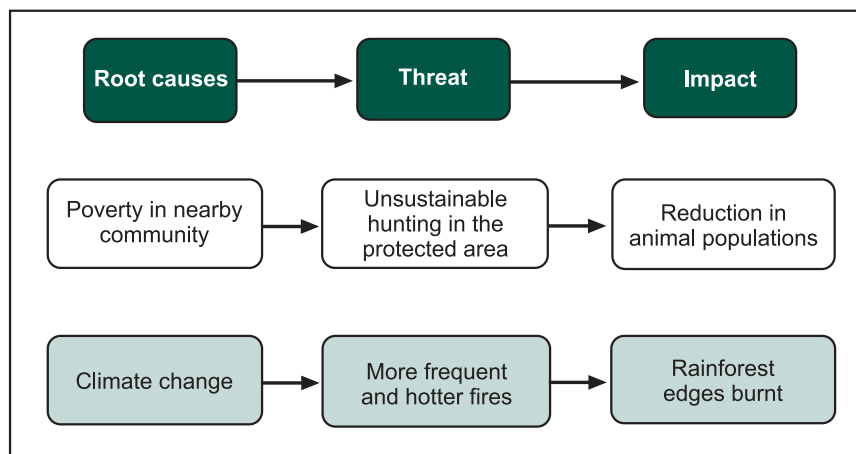 Root causes
Threat
Impact
Poverty in nearby
community
Unsustainable
hunting in the
protected area
Reduction in
animal populations
Climate change
More frequent
and hotter fires
Rainforest
edges burnt